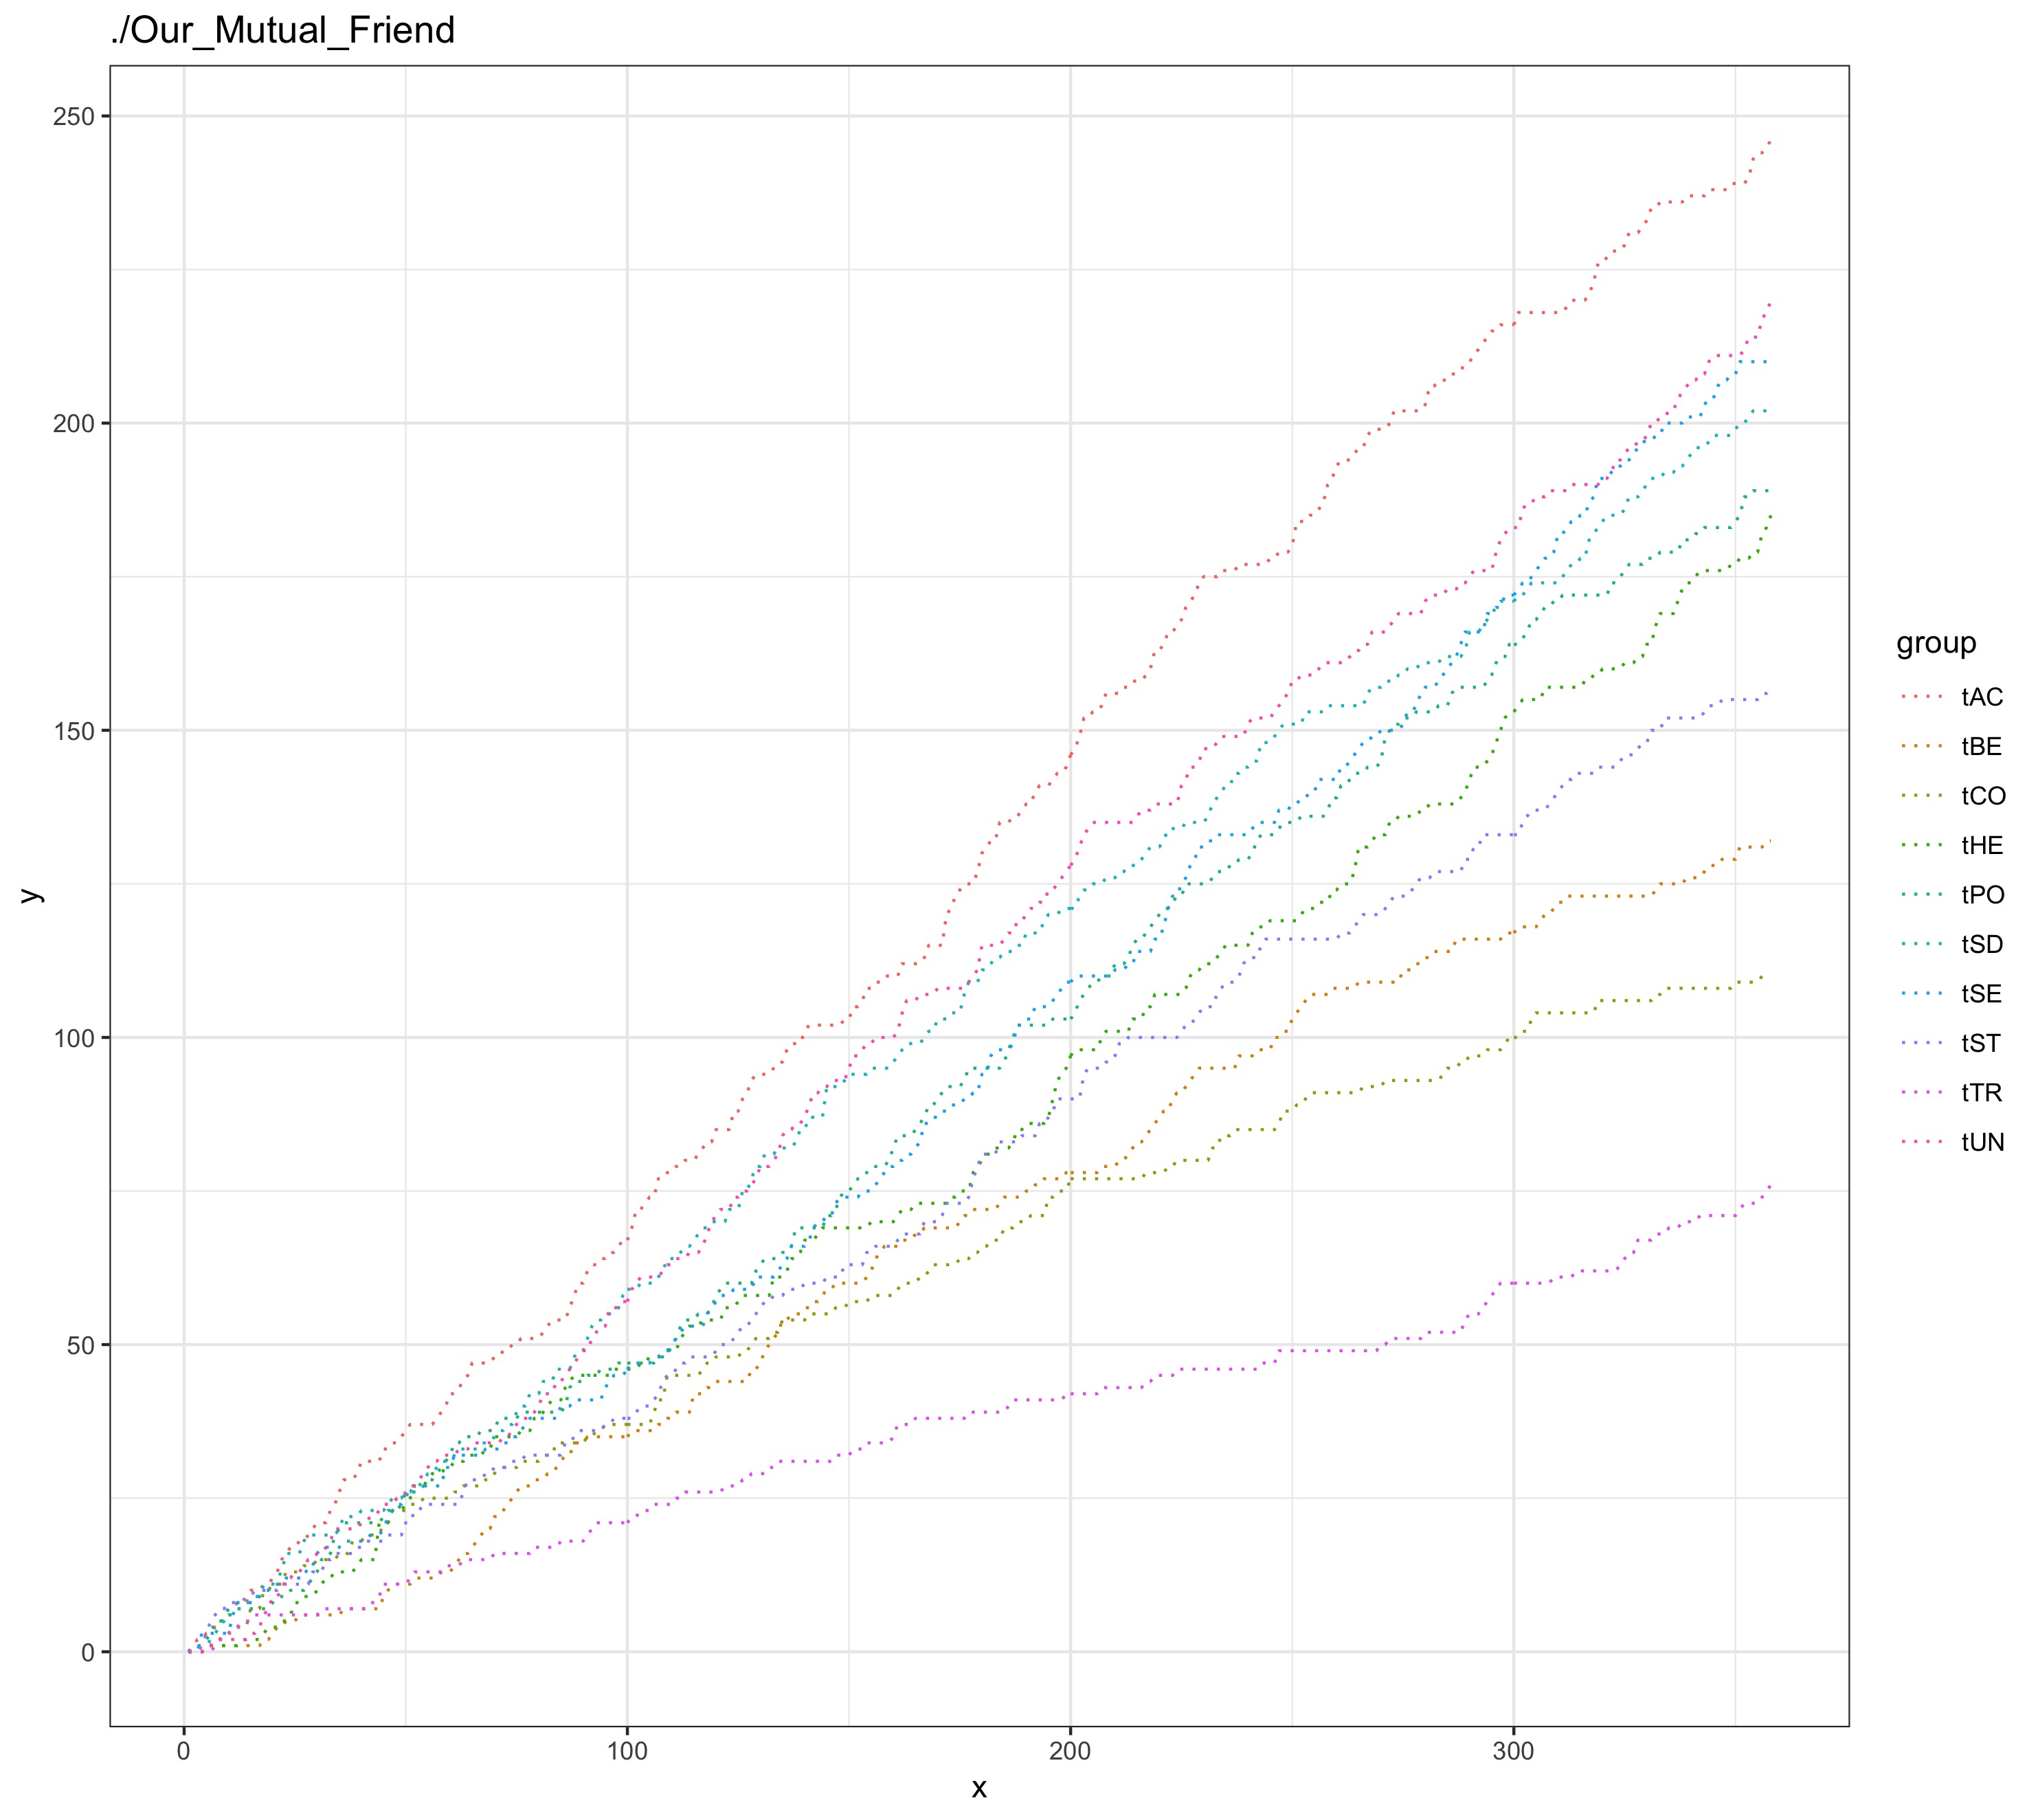 ./Our_Mutual_Friend
250
200
150
100
50
0
y
0 100 200 300
x
group
tAC
tBE
tCO
tHE
tPO
tSD
tSE
tST
tTR
tUN